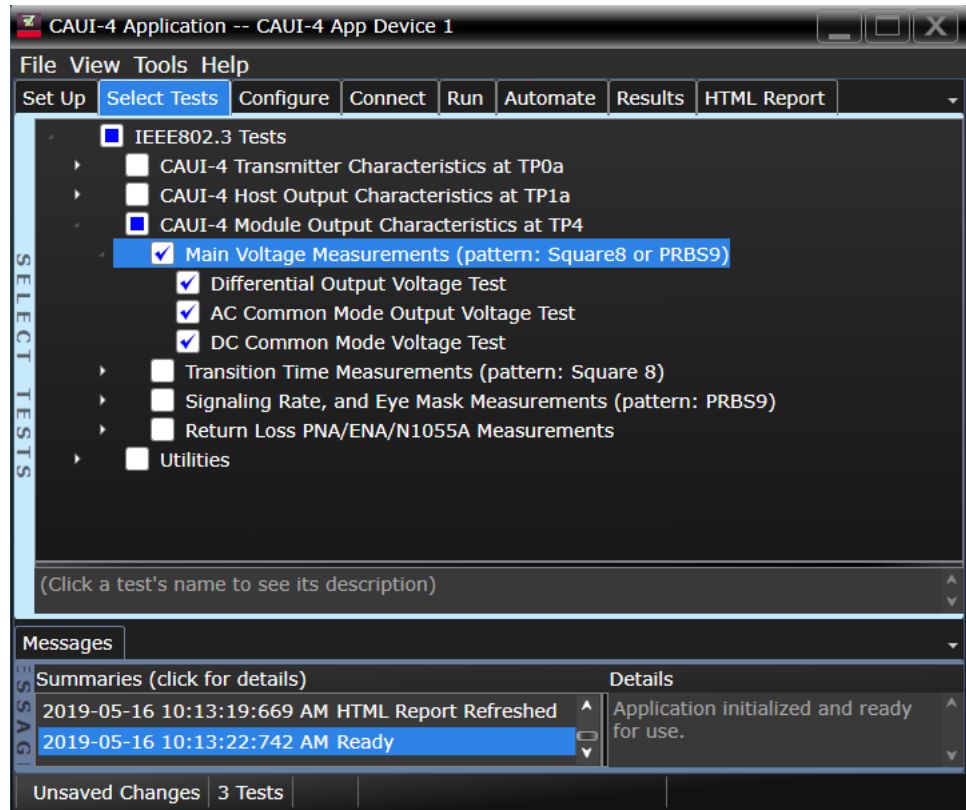 CAUI-4 Application -- CAUI-4 App Device 1
File View Tools Help
Set Up Select Tests Configure Connect Run Automate Results HTML Report
SELECT TESTS
IEEE802.3 Tests
CAUI-4 Transmitter Characteristics at TP0a
CAUI-4 Host Output Characteristics at TP1a
CAUI-4 Module Output Characteristics at TP4
Main Voltage Measurements (pattern: Square8 or PRBS9)
Differential Output Voltage Test
AC Common Mode Output Voltage Test
DC Common Mode Voltage Test
Transition Time Measurements (pattern: Square 8)
Signaling Rate, and Eye Mask Measurements (pattern: PRBS9)
Return Loss PNA/ENA/N1055A Measurements
Utilities
(Click a test's name to see its description)
Messages
Summaries (click for details) Details
2019-05-16 10:13:19:669 AM HTML Report Refreshed
2019-05-16 10:13:22:742 AM Ready
Application initialized and ready
for use.
Unsaved Changes 3 Tests